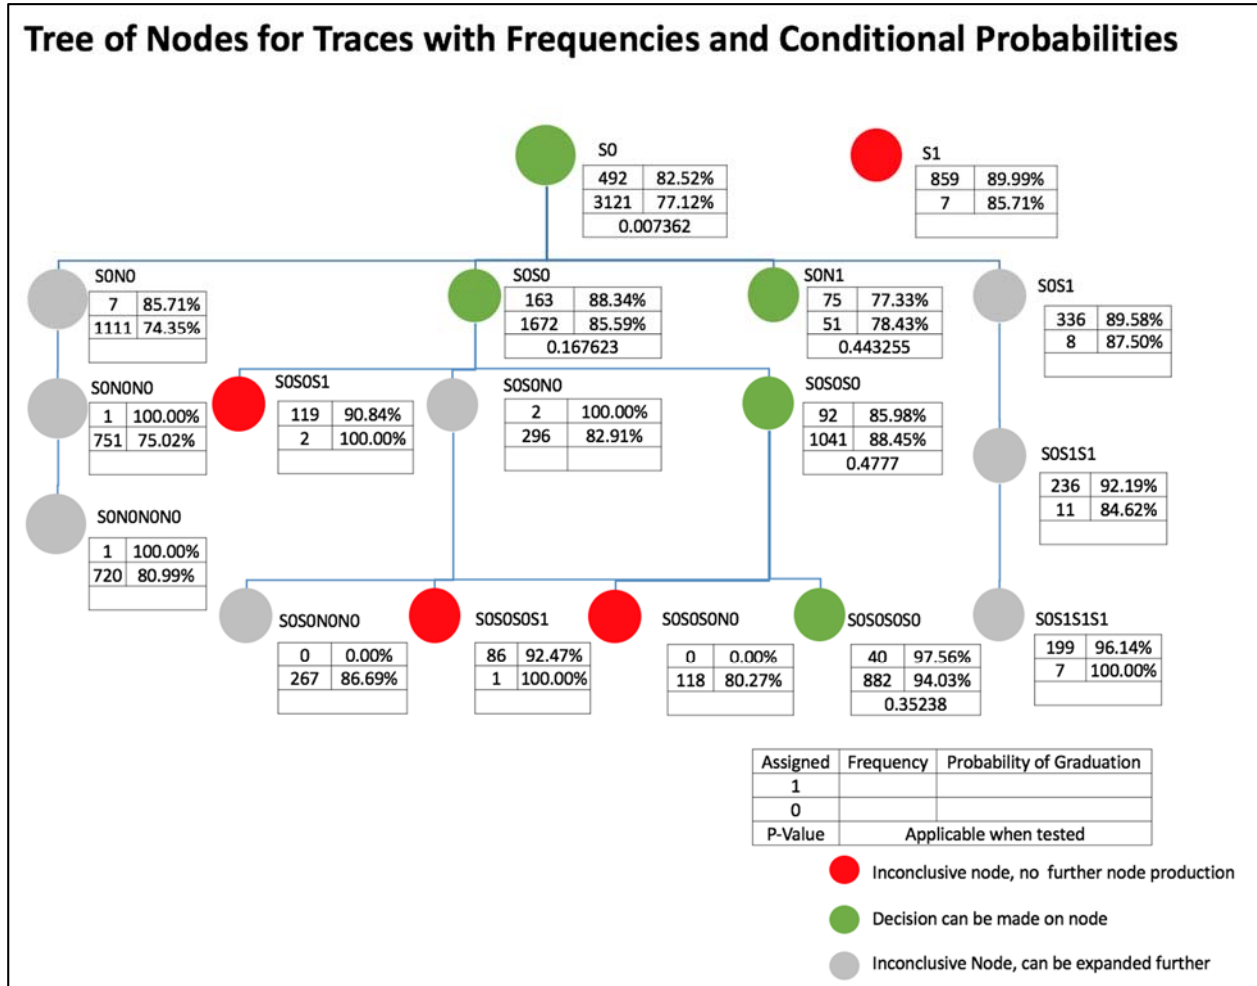 Tree of Nodes for Traces with Frequencies and Conditional Probabilities
S0
492 82.52%
3121 77.12%
0.007362
S1
859 89.99%
7 85.71%
S0N0
7 85.71%
1111 74.35%
S0S0
163 88.34%
1672 85.59%
0.167623
S0N1
75 77.33%
51 78.43%
0.443255
S0S1
336 89.58%
8 87.50%
S0N0N0
1 100.00%
751 75.02%
S0S0S1
119 90.84%
2 100.00%
S0S0N0
2 100.00%
296 82.91%
S0S0S0
92 85.98%
1041 88.45%
0.4777
S0S1S1
236 92.19%
11 84.62%
S0N0N0N0
1 100.00%
720 80.99%
S0S0N0N0
0 0.00%
267 86.69%
S0S0S0S1
86 92.47%
1 100.00%
S0S0S0N0
0 0.00%
118 80.27%
S0S0S0S0
40 97.56%
882 94.03%
0.35238
S0S1S1S1
199 96.14%
7 100.00%
Assigned Frequency Probability of Graduation
1
0
P-Value Applicable when tested
Inconclusive node, no further node production
Decision can be made on node
Inconclusive Node, can be expanded further